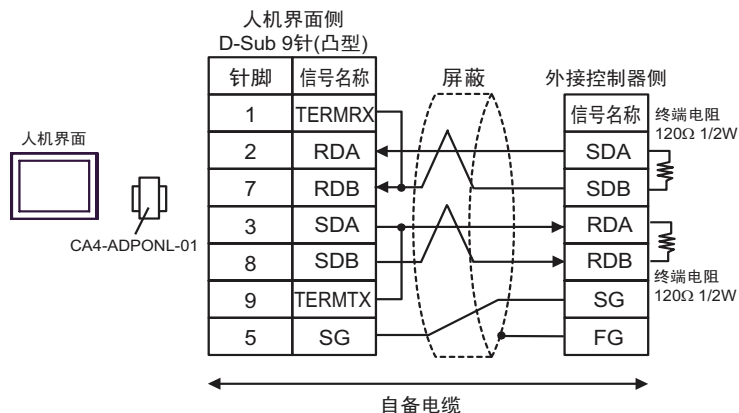 人机界面侧
D-Sub 9针(凸型)
针脚 信号名称
屏蔽
外接控制器侧
信号名称
1 TERMRX
2 RDA
7 RDB
3 SDA
8 SDB
9 TERMTX
5 SG
SDA
SDB
RDA
RDB
SG
FG
终端电阻
120Ω 1/2W
终端电阻
120Ω 1/2W
人机界面
CA4-ADPONL-01
自备电缆